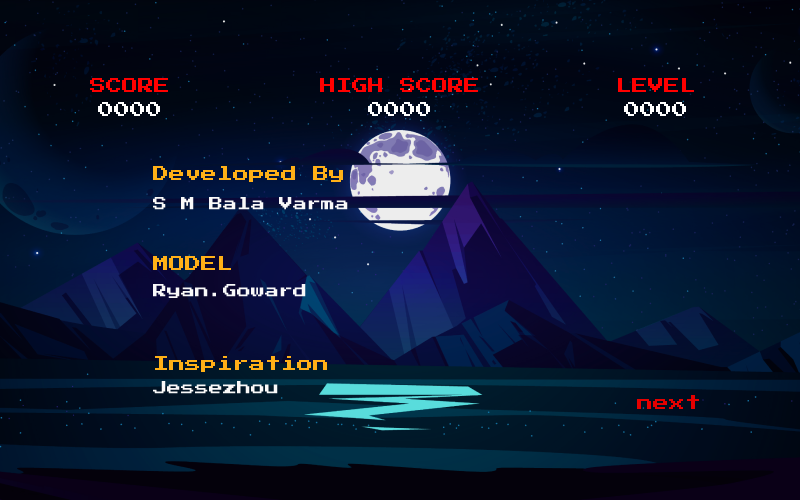 SCORE HIGH SCORE LEVEL
0000 0000 0000
Developed By
S M Bala Varma
MODEL
Ryan.Goward
Inspiration
Jessezhou
next